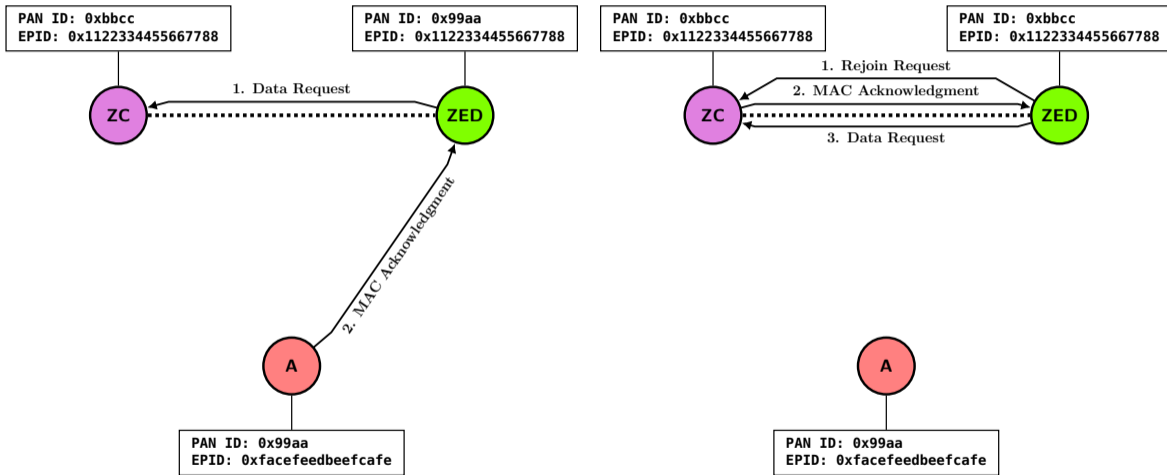 PAN ID: 0xbbcc
EPID: 0x1122334455667788
PAN ID: 0x99aa
EPID: 0x1122334455667788
1. Data Request
ZC
ZED
2. MAC Acknowledgment
A
PAN ID: 0x99aa
EPID: 0xfacefeedbeefcafe
PAN ID: 0xbbcc
EPID: 0x1122334455667788
PAN ID: 0xbbcc
EPID: 0x1122334455667788
1. Rejoin Request
2. MAC Acknowledgment
ZC
ZED
3. Data Request
A
PAN ID: 0x99aa
EPID: 0xfacefeedbeefcafe